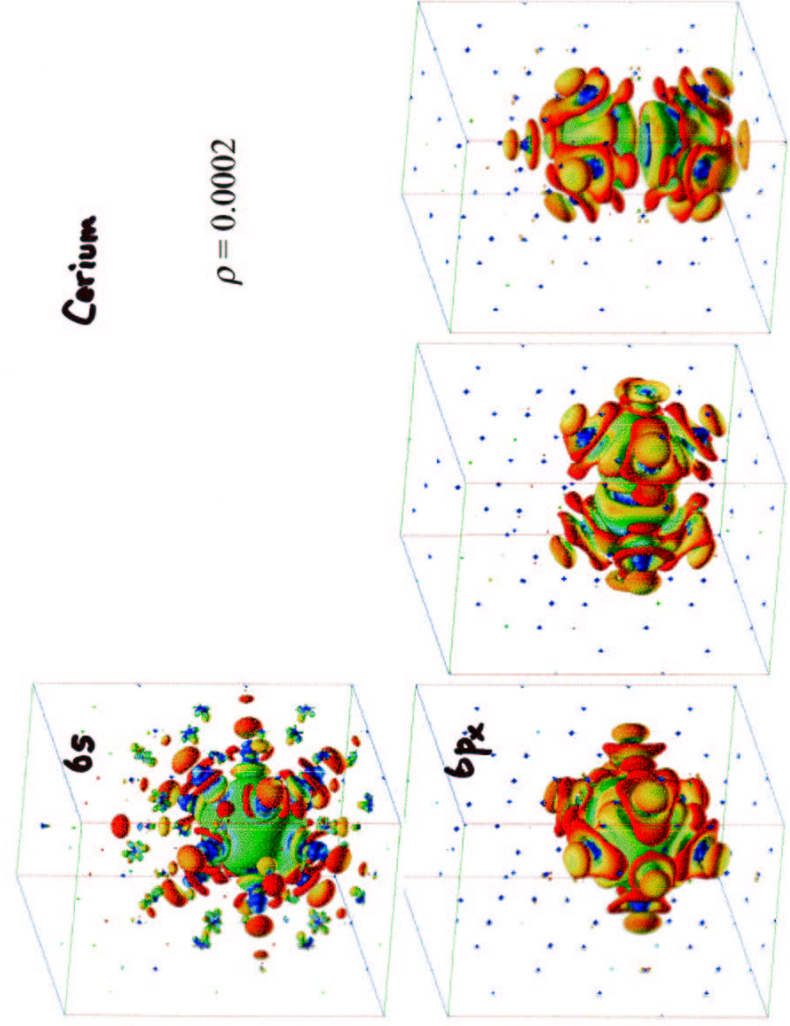 Cerium
ρ = 0.0002
6s
6px